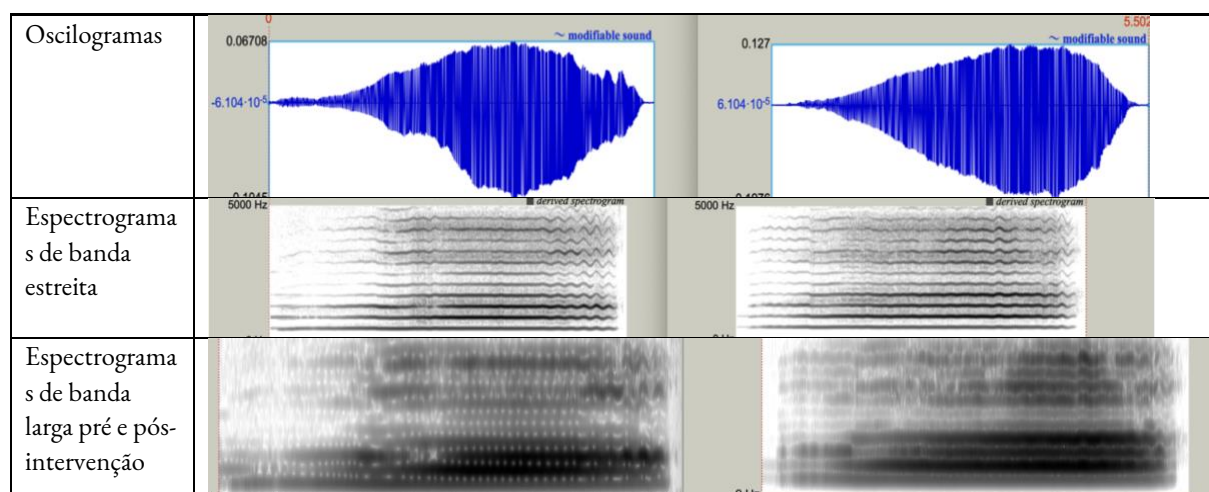 Oscilogramas
0
0.06708
~ modifiable sound
-6.104·10-5
5.502
0.127
~ modifiable sound
6.104·10-5
Espectrograma
s de banda
estreita
5000 Hz
derived spectrogram
5000 Hz
derived spectrogram
Espectrograma
s de banda
larga pré e pós-
intervenção